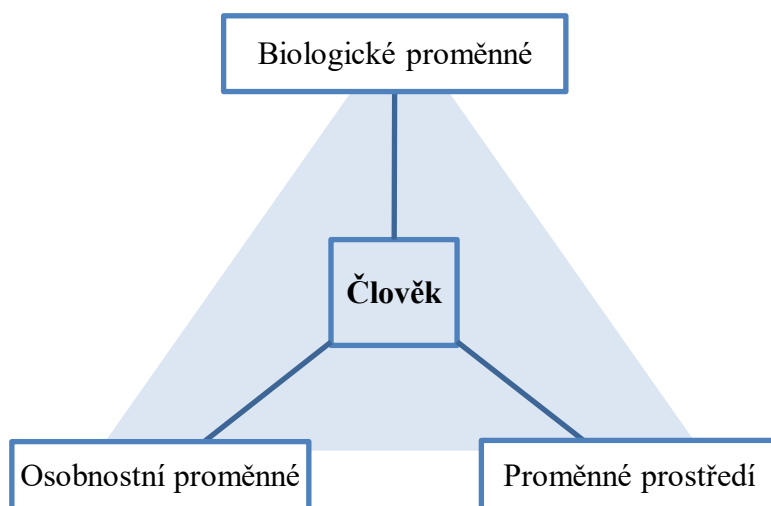 Biologické proměnné
Člověk
Osobnostní proměnné
Proměnné prostředí